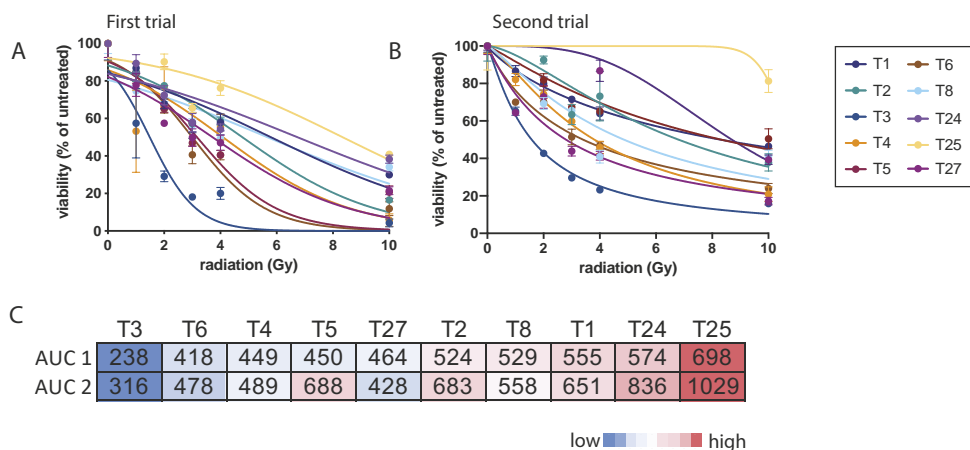 First trial
Second trial
A
B
viability (% of untreated)
100
80
60
40
20
0
0 2 4 6 8 10
radiation (Gy)
viability (% of untreated)
100
80
60
40
20
0
0 2 4 6 8 10
radiation (Gy)
T1 T6
T2 T8
T3 T24
T4 T25
T5 T27
C
T3 T6 T4 T5 T27 T2 T8 T1 T24 T25
AUC 1 238 418 449 450 464 524 529 555 574 698
AUC 2 316 478 489 688 428 683 558 651 836 1029
low high